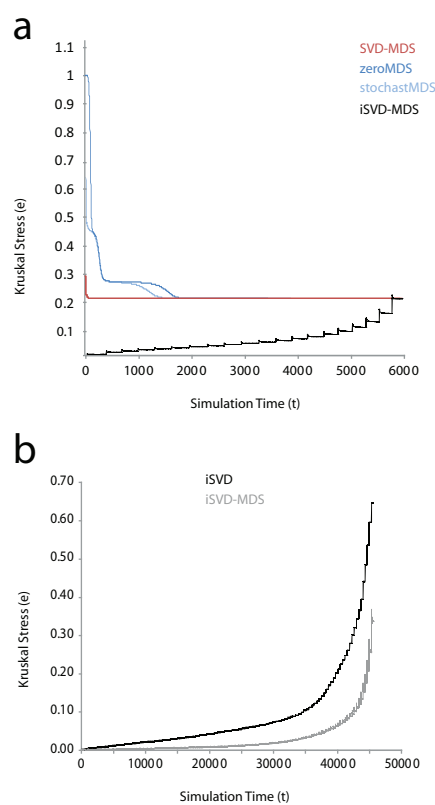 a
1.1
1
0.9
0.8
0.7
0.6
0.5
0.4
0.3
0.2
0.1
Kruskal Stress (e)
SVD-MDS
zeroMDS
stochastMDS
iSVD-MDS
0 1000 2000 3000 4000 5000 6000
Simulation Time (t)
b
0.70
0.60
0.50
0.40
0.30
0.20
0.10
0.00
Kruskal Stress (e)
iSVD
iSVD-MDS
0 10000 20000 30000 40000 50000
Simulation Time (t)